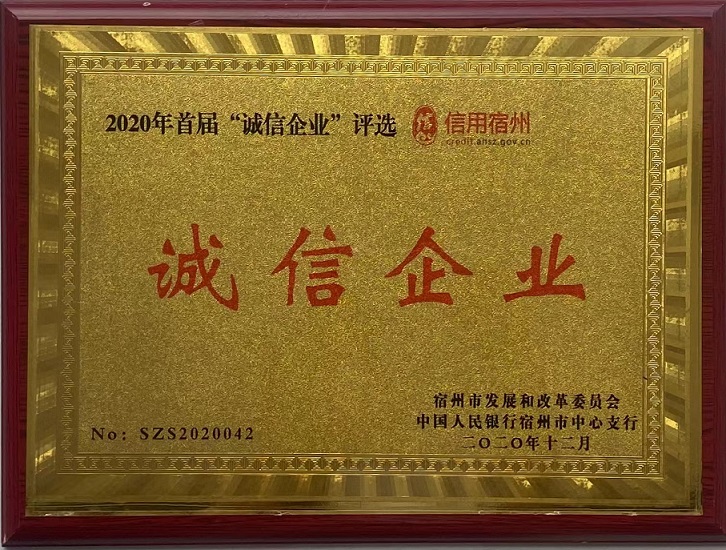 2020年首届“诚信企业”评选 信用宿州
credit.ahsz.gov.cn
诚信企业
宿州市发展和改革委员会
中国人民银行宿州市中心支行
No: SZS2020042
二〇二〇年十二月